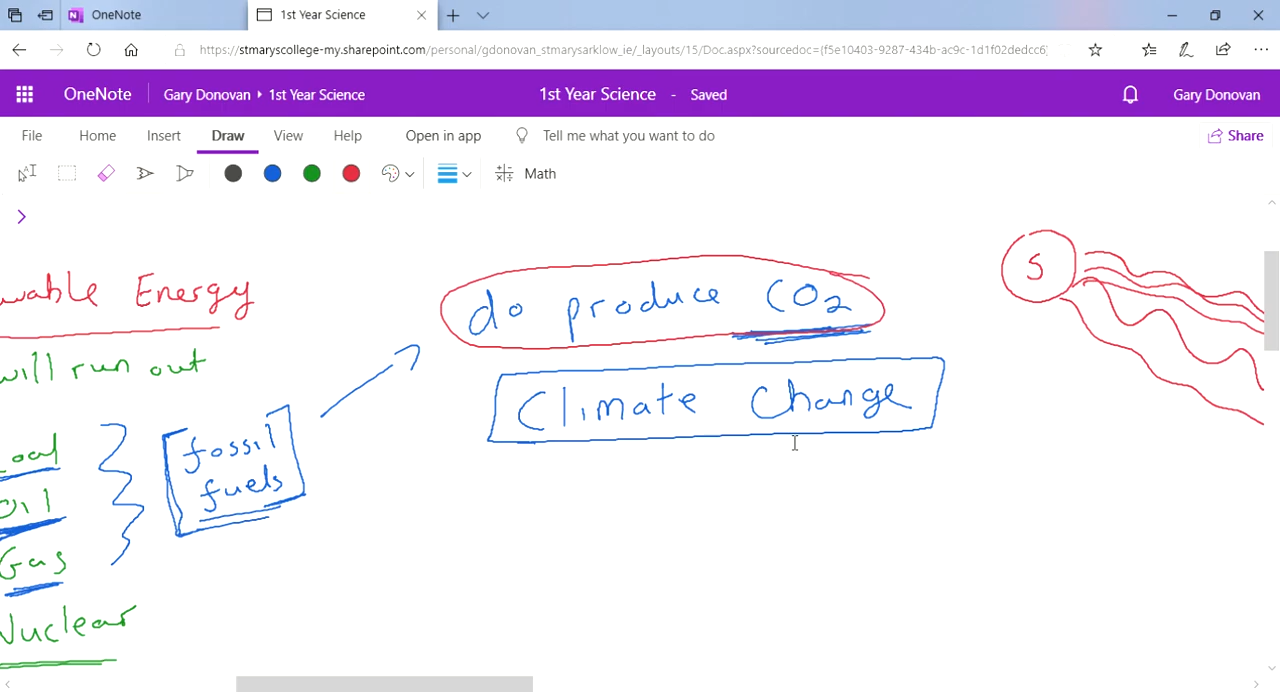 OneNote
1st Year Science
https://stmaryscollege-my.sharepoint.com/personal/gdonovan_stmarysarklow_ie/_layouts/15/Doc.aspx?sourcedoc={f5e10403-9287-434b-ac9c-1d1f02dedcc6}
OneNote Gary Donovan ▸ 1st Year Science 1st Year Science - Saved Gary Donovan
File Home Insert Draw View Help Open in app Tell me what you want to do Share
Math
wable Energy
will run out
Coal
Oil
Gas
Nuclear
fossil
fuels
do produce CO2
Climate Change
S